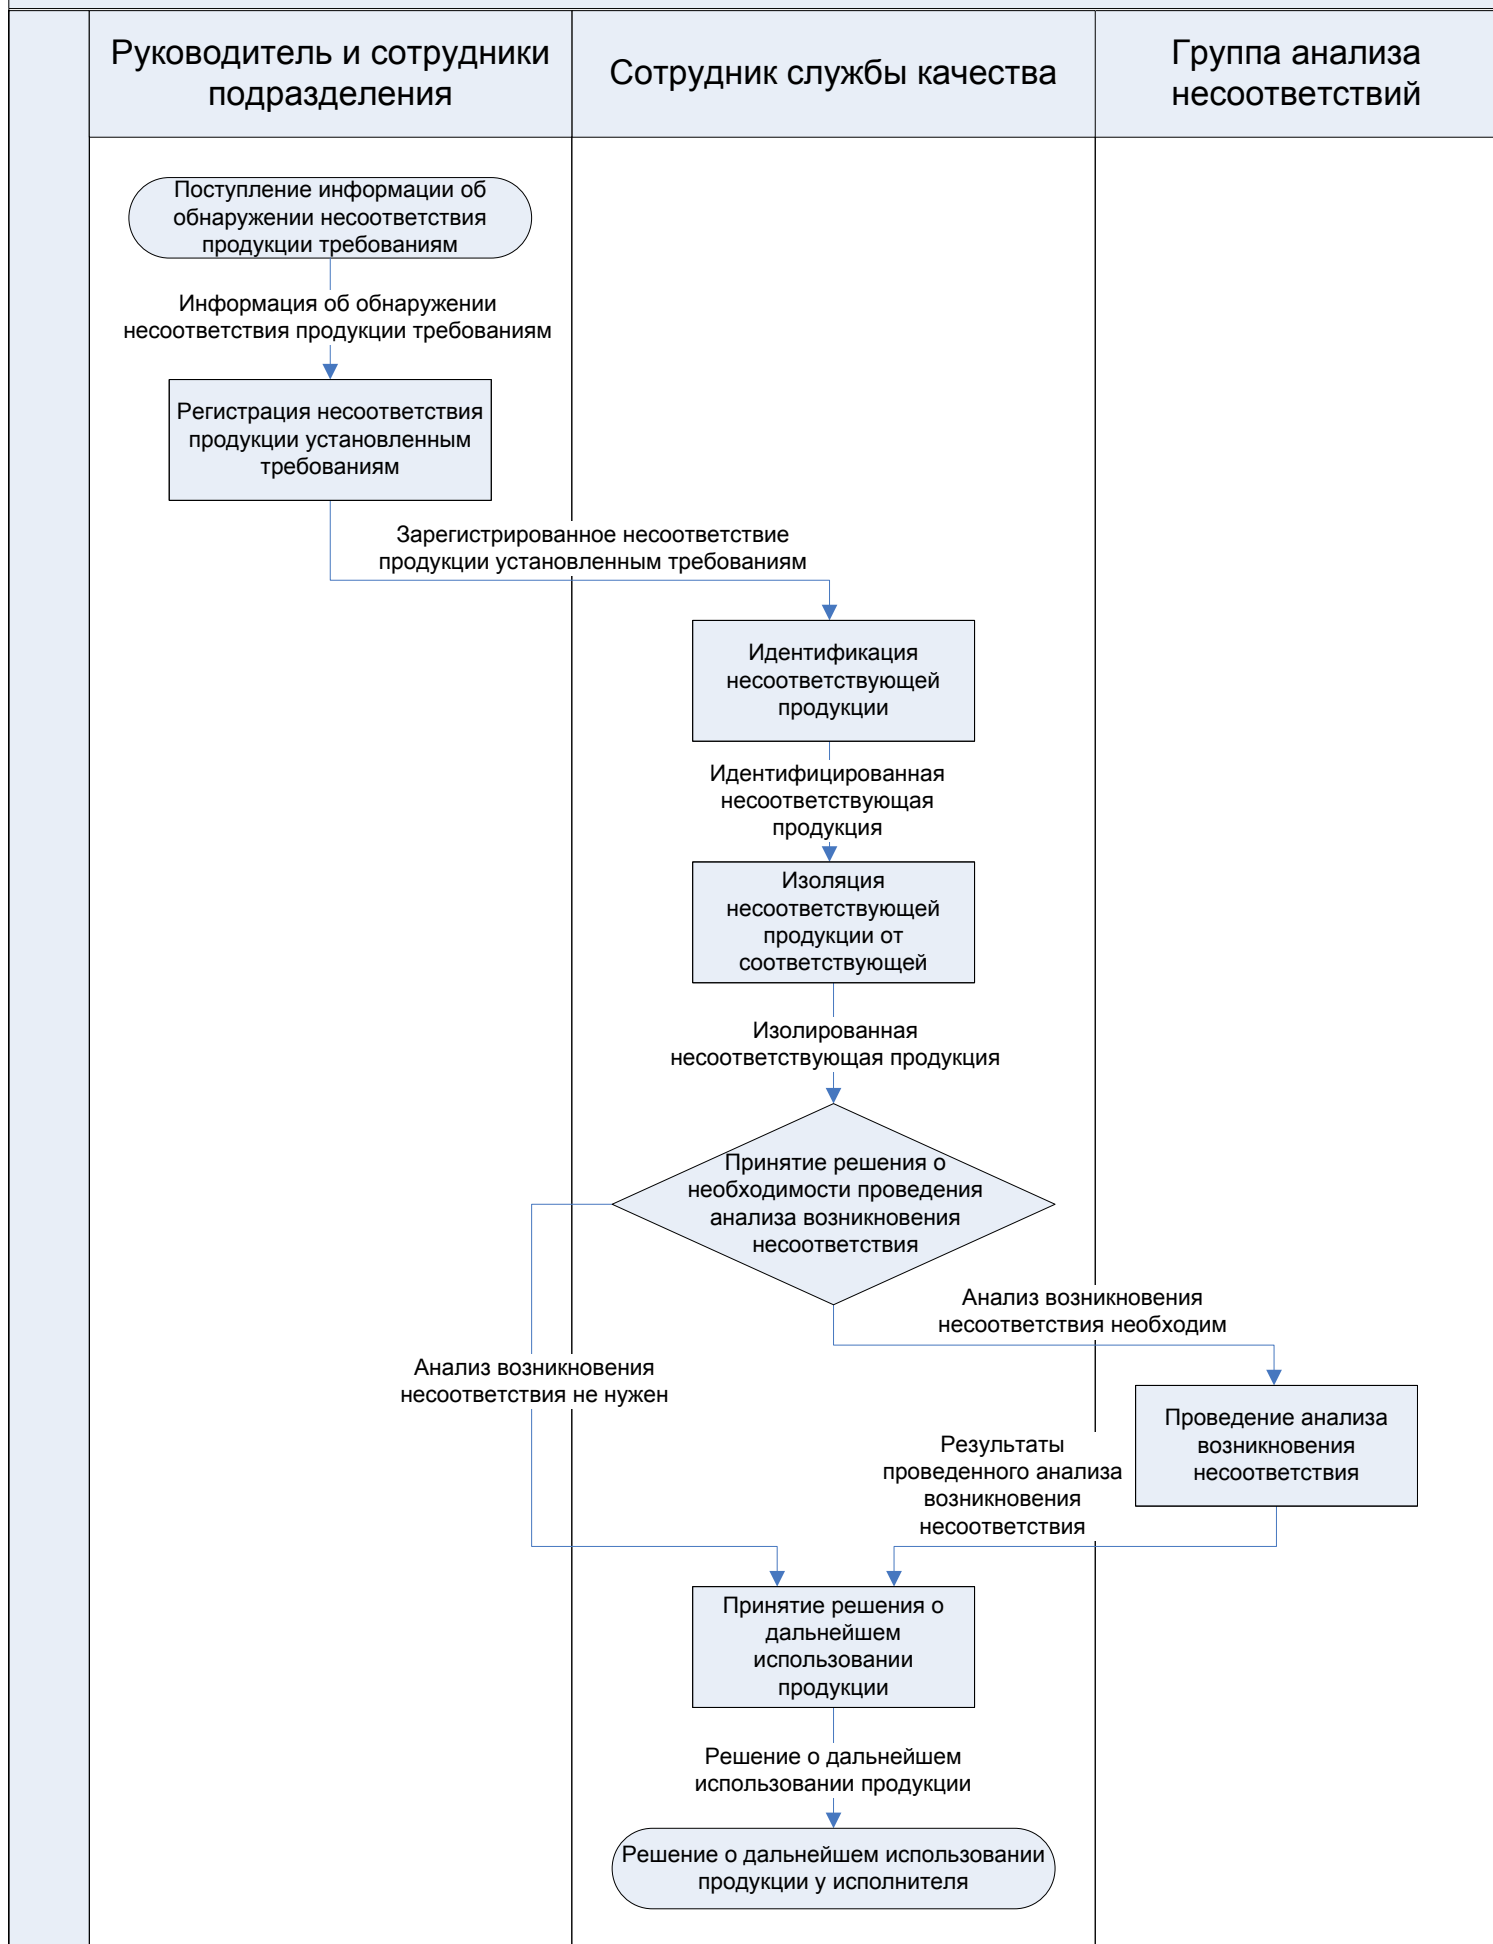 Руководитель и сотрудники
подразделения
Сотрудник службы качества
Группа анализа
несоответствий
Поступление информации об
обнаружении несоответствия
продукции требованиям
Информация об обнаружении
несоответствия продукции требованиям
Регистрация несоответствия
продукции установленным
требованиям
Зарегистрированное несоответствие
продукции установленным требованиям
Идентификация
несоответствующей
продукции
Идентифицированная
несоответствующая
продукция
Изоляция
несоответствующей
продукции от
соответствующей
Изолированная
несоответствующая продукция
Принятие решения о
необходимости проведения
анализа возникновения
несоответствия
Анализ возникновения
несоответствия необходим
Анализ возникновения
несоответствия не нужен
Проведение анализа
возникновения
несоответствия
Результаты
проведенного анализа
возникновения
несоответствия
Принятие решения о
дальнейшем
использовании
продукции
Решение о дальнейшем
использовании продукции
Решение о дальнейшем использовании
продукции у исполнителя